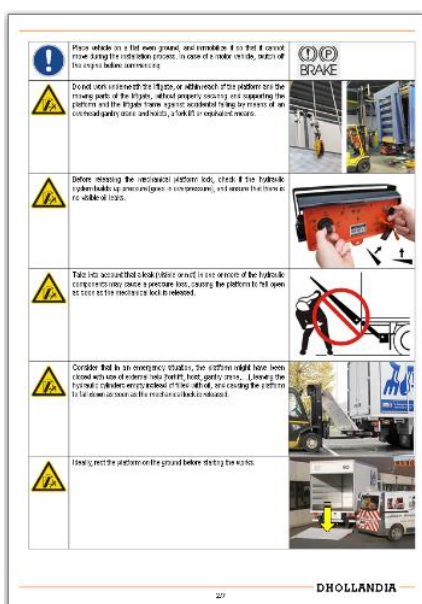 Place vehicle on a flat even ground, and immobilize it so that it cannot
move during the installation process. In case of a motor vehicle, switch off
the engine before commencing
BRAKE
Do not work underneath the liftgate, or within reach of the platform and the
moving parts of the liftgate, without properly securing and supporting the
platform and the liftgate frame against accidental falling by means of an
overhead gantry crane and hoists, a fork lift or equivalent means.
Before releasing the mechanical platform lock, check if the hydraulic
system builds up pressure (goes in overpressure), and ensure that there is
no visible oil leaks.
Take into account that a leak (visible or not) in one or more of the hydraulic
components may cause a pressure loss, causing the platform to fall open
as soon as the mechanical lock is released.
Consider that in an emergency situation, the platform might have been
closed with use of external help (forklift, hoist, gantry crane, ...), leaving the
hydraulic cylinders empty instead of filled with oil, and causing the platform
to fall down as soon as the mechanical lock is released.
Ideally, rest the platform on the ground before starting the works.
DHOLLANDIA
2/7